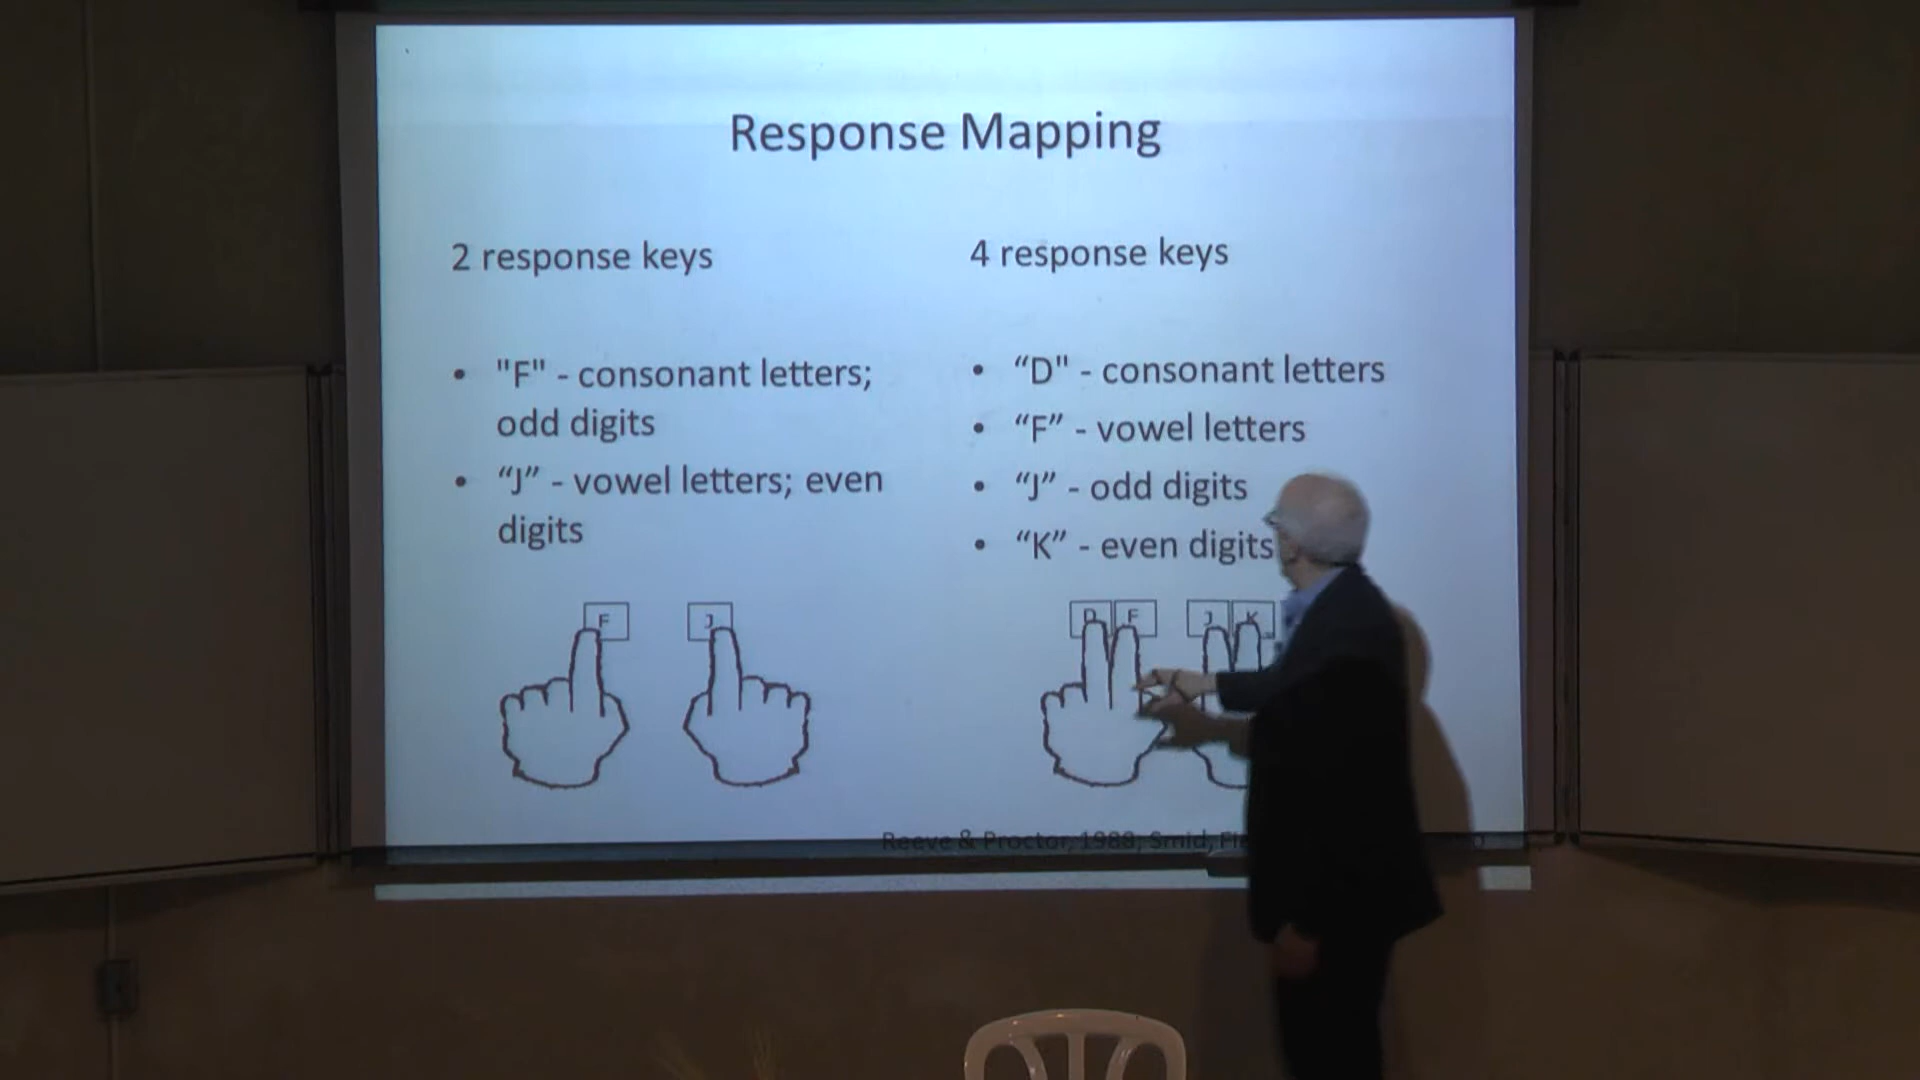 Response Mapping
2 response keys
• "F" - consonant letters;
odd digits
• “J” - vowel letters; even
digits
4 response keys
• “D" - consonant letters
• “F” - vowel letters
• “J” - odd digits
• “K” - even digits
F J
D F J K
Reeve & Proctor, 1988; Smid,